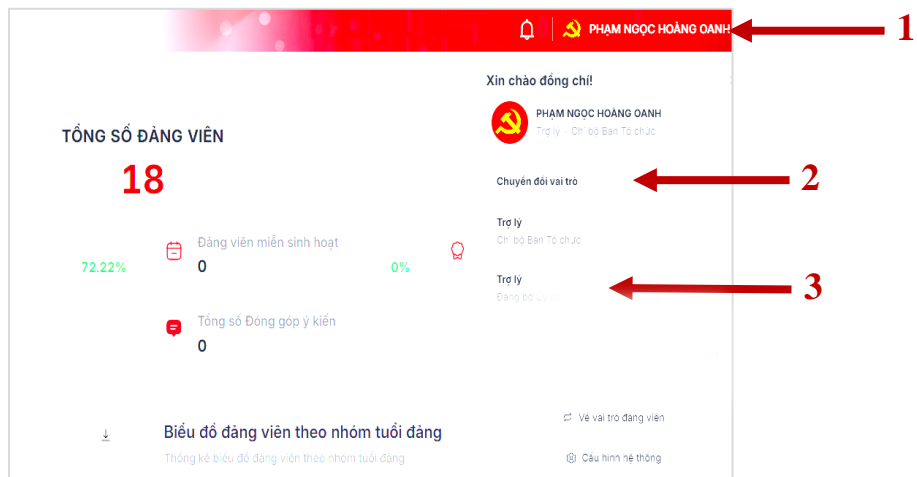 PHẠM NGỌC HOÀNG OANH
1
Xin chào đồng chí!
PHẠM NGỌC HOÀNG OANH
Trợ lý - Chi bộ Ban Tổ chức
TỔNG SỐ ĐẢNG VIÊN
18
Chuyển đổi vai trò
2
Trợ lý
Chi bộ Ban Tổ chức
Đảng viên miễn sinh hoạt
0
72.22%
0%
Trợ lý
Đảng bộ
3
Tổng số Đóng góp ý kiến
0
Về vai trò đảng viên
Biểu đồ đảng viên theo nhóm tuổi đảng
Thống kê biểu đồ đảng viên theo nhóm tuổi đảng
Cấu hình hệ thống